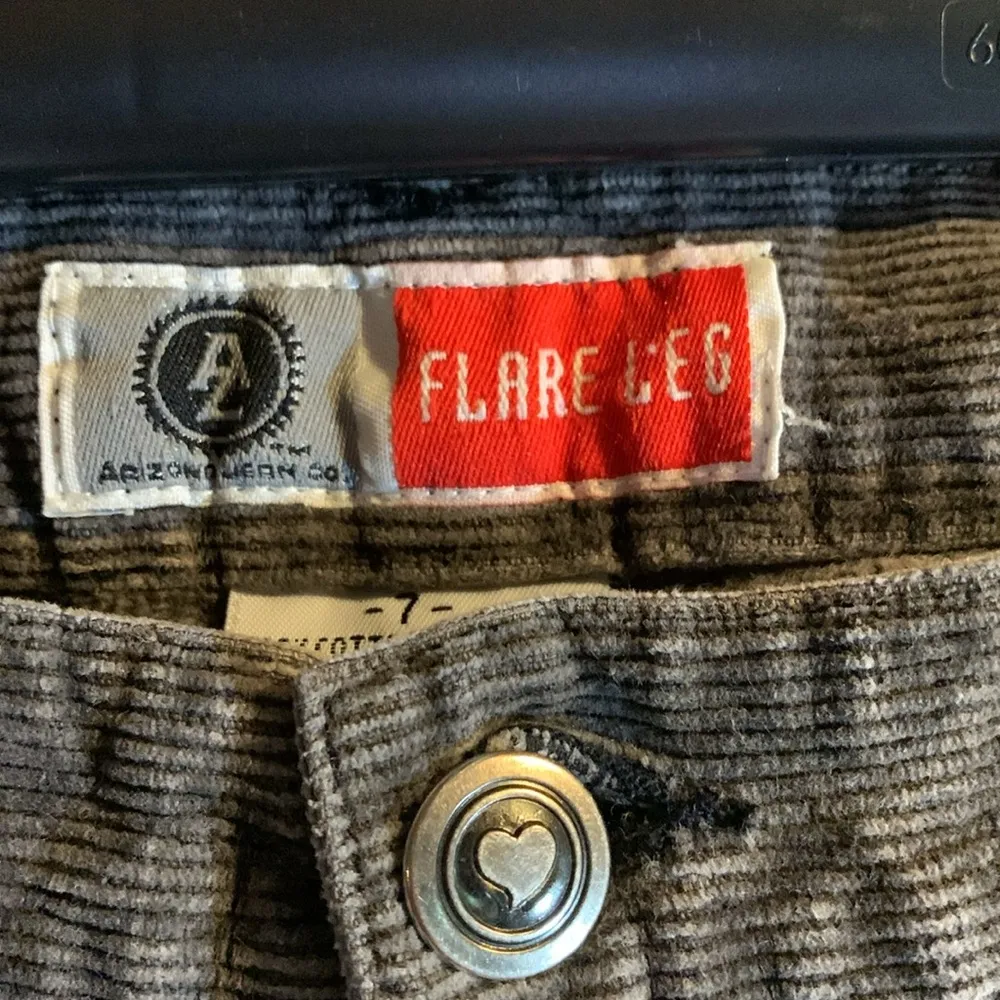 AZ
TM
ARIZONA JEAN CO.
FLARE LEG
-7-